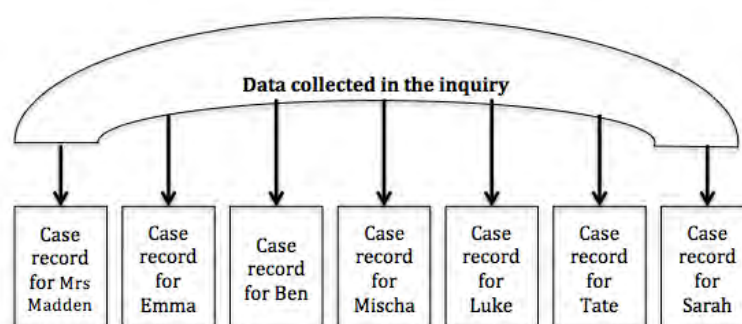 Data collected in the inquiry
Case
record
for Mrs
Madden
Case
record
for
Emma
Case
record
for Ben
Case
record
for
Mischa
Case
record
for
Luke
Case
record
for
Tate
Case
record
for
Sarah